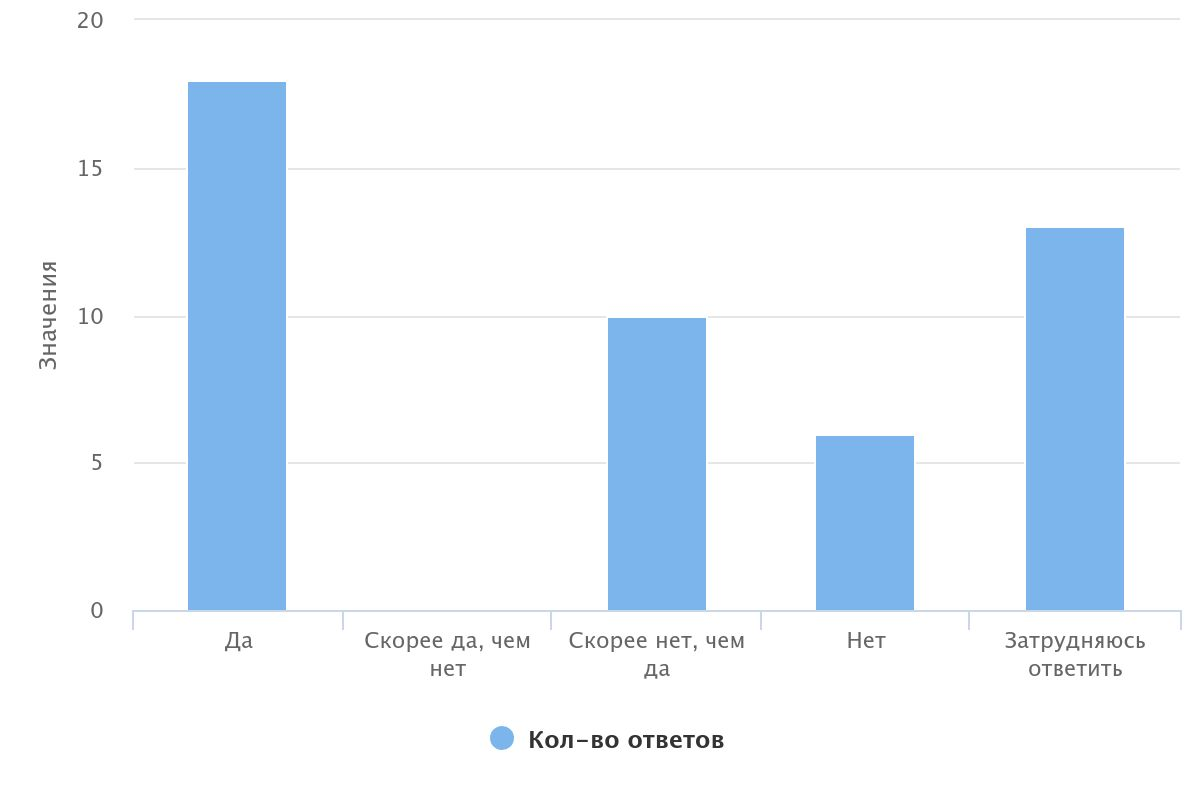 20
15
10
5
0
Значения
Да
Скорее да, чем
нет
Скорее нет, чем
да
Нет
Затрудняюсь
ответить
Кол-во ответов